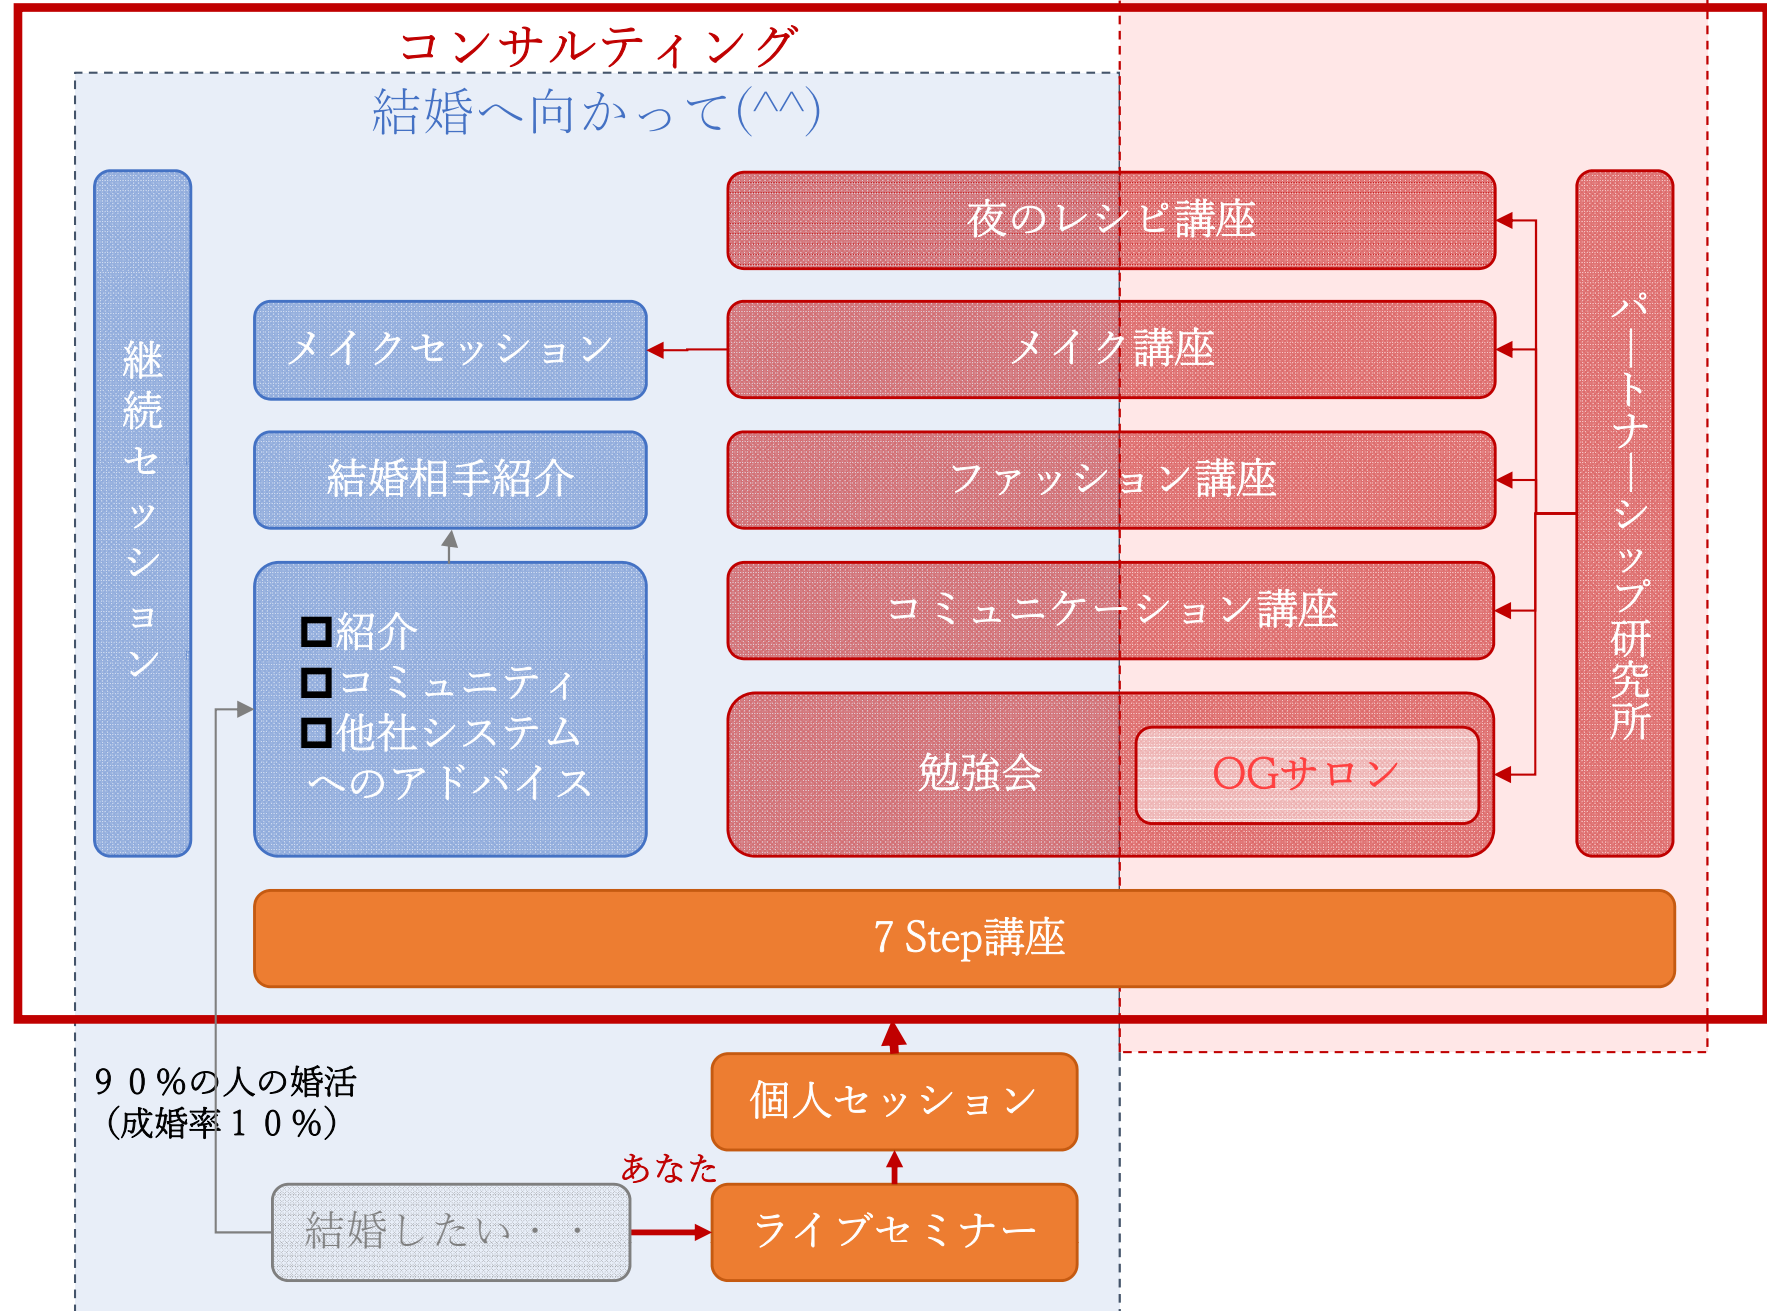 コンサルティング
結婚へ向かって(^^)
継続セッション
夜のレシピ講座
メイクセッション
メイク講座
結婚相手紹介
ファッション講座
コミュニケーション講座
紹介
コミュニティ
他社システム
へのアドバイス
勉強会
OGサロン
パートナーシップ研究所
7 Step講座
９０％の人の婚活
（成婚率１０％）
個人セッション
あなた
結婚したい・・
ライブセミナー